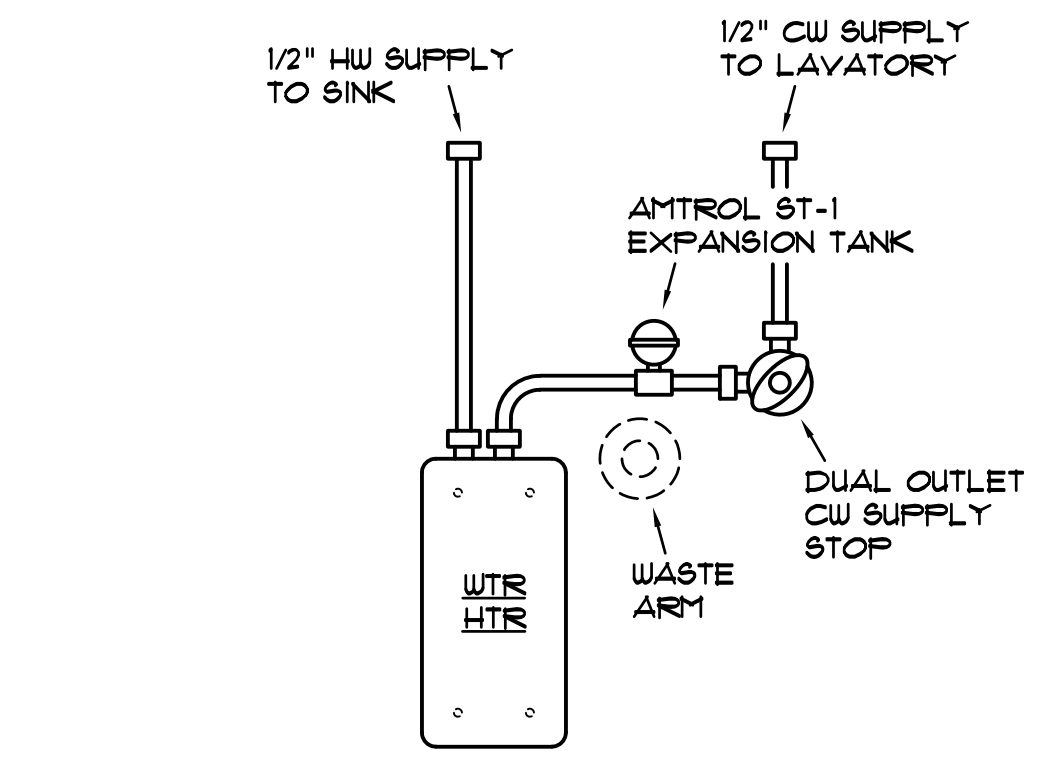 1/2" HW SUPPLY
TO SINK
1/2" CW SUPPLY
TO LAVATORY
AMTROL ST-1
EXPANSION TANK
DUAL OUTLET
CW SUPPLY
STOP
WASTE
ARM
WTR
HTR